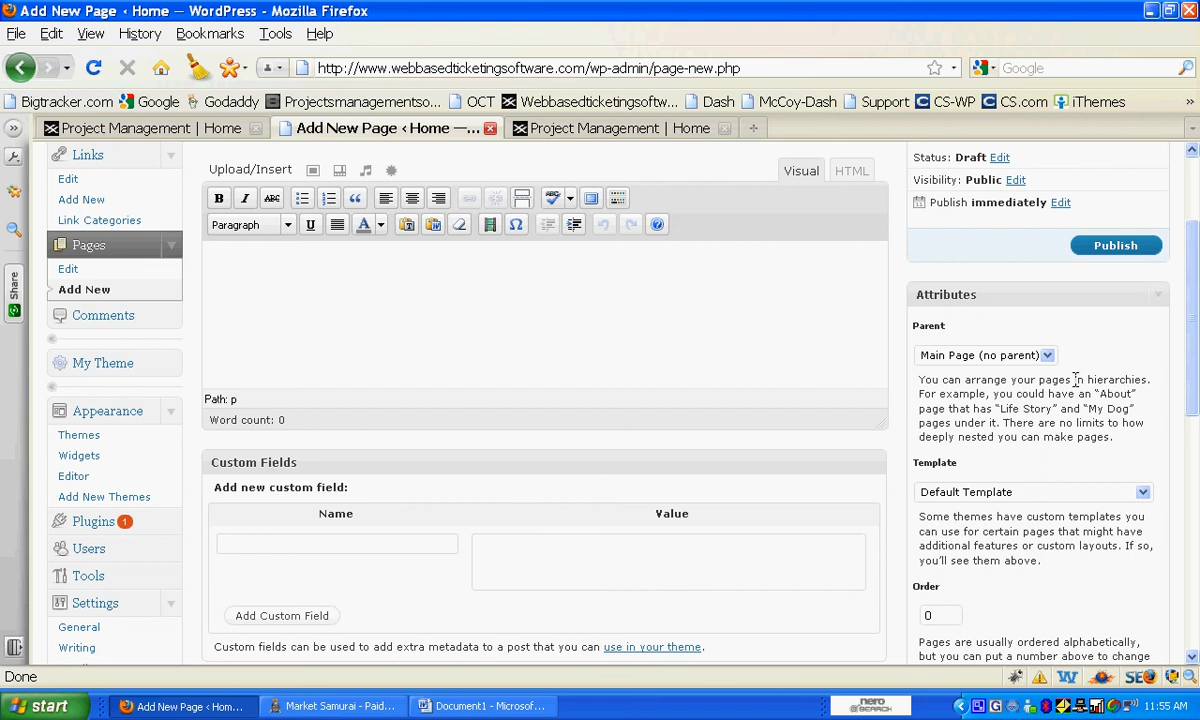 Add New Page ‹ Home — WordPress - Mozilla Firefox
File Edit View History Bookmarks Tools Help
http://www.webbasedticketingsoftware.com/wp-admin/page-new.php
Google
Bigtracker.com Google Godaddy Projectsmanagementso... OCT Webbasedticketingsoftw... Dash McCoy-Dash Support CS-WP CS.com iThemes »
Project Management | Home
Add New Page ‹ Home —...
Project Management | Home
Share
Links
Edit
Add New
Link Categories
Pages
Edit
Add New
Comments
My Theme
Appearance
Themes
Widgets
Editor
Add New Themes
Plugins 1
Users
Tools
Settings
General
Writing
Upload/Insert
Visual HTML
B I ABC
Paragraph U A
Path: p
Word count: 0
Custom Fields
Add new custom field:
Name Value
Add Custom Field
Custom fields can be used to add extra metadata to a post that you can use in your theme.
Status: Draft Edit
Visibility: Public Edit
Publish immediately Edit
Publish
Attributes
Parent
Main Page (no parent)
You can arrange your pages in hierarchies.
For example, you could have an “About”
page that has “Life Story” and “My Dog”
pages under it. There are no limits to how
deeply nested you can make pages.
Template
Default Template
Some themes have custom templates you
can use for certain pages that might have
additional features or custom layouts. If so,
you’ll see them above.
Order
0
Pages are usually ordered alphabetically,
but you can put a number above to change
Done
SEO
start
Add New Page ‹ Hom...
Market Samurai - Paid...
Document1 - Microsof...
nero
SEARCH
11:55 AM